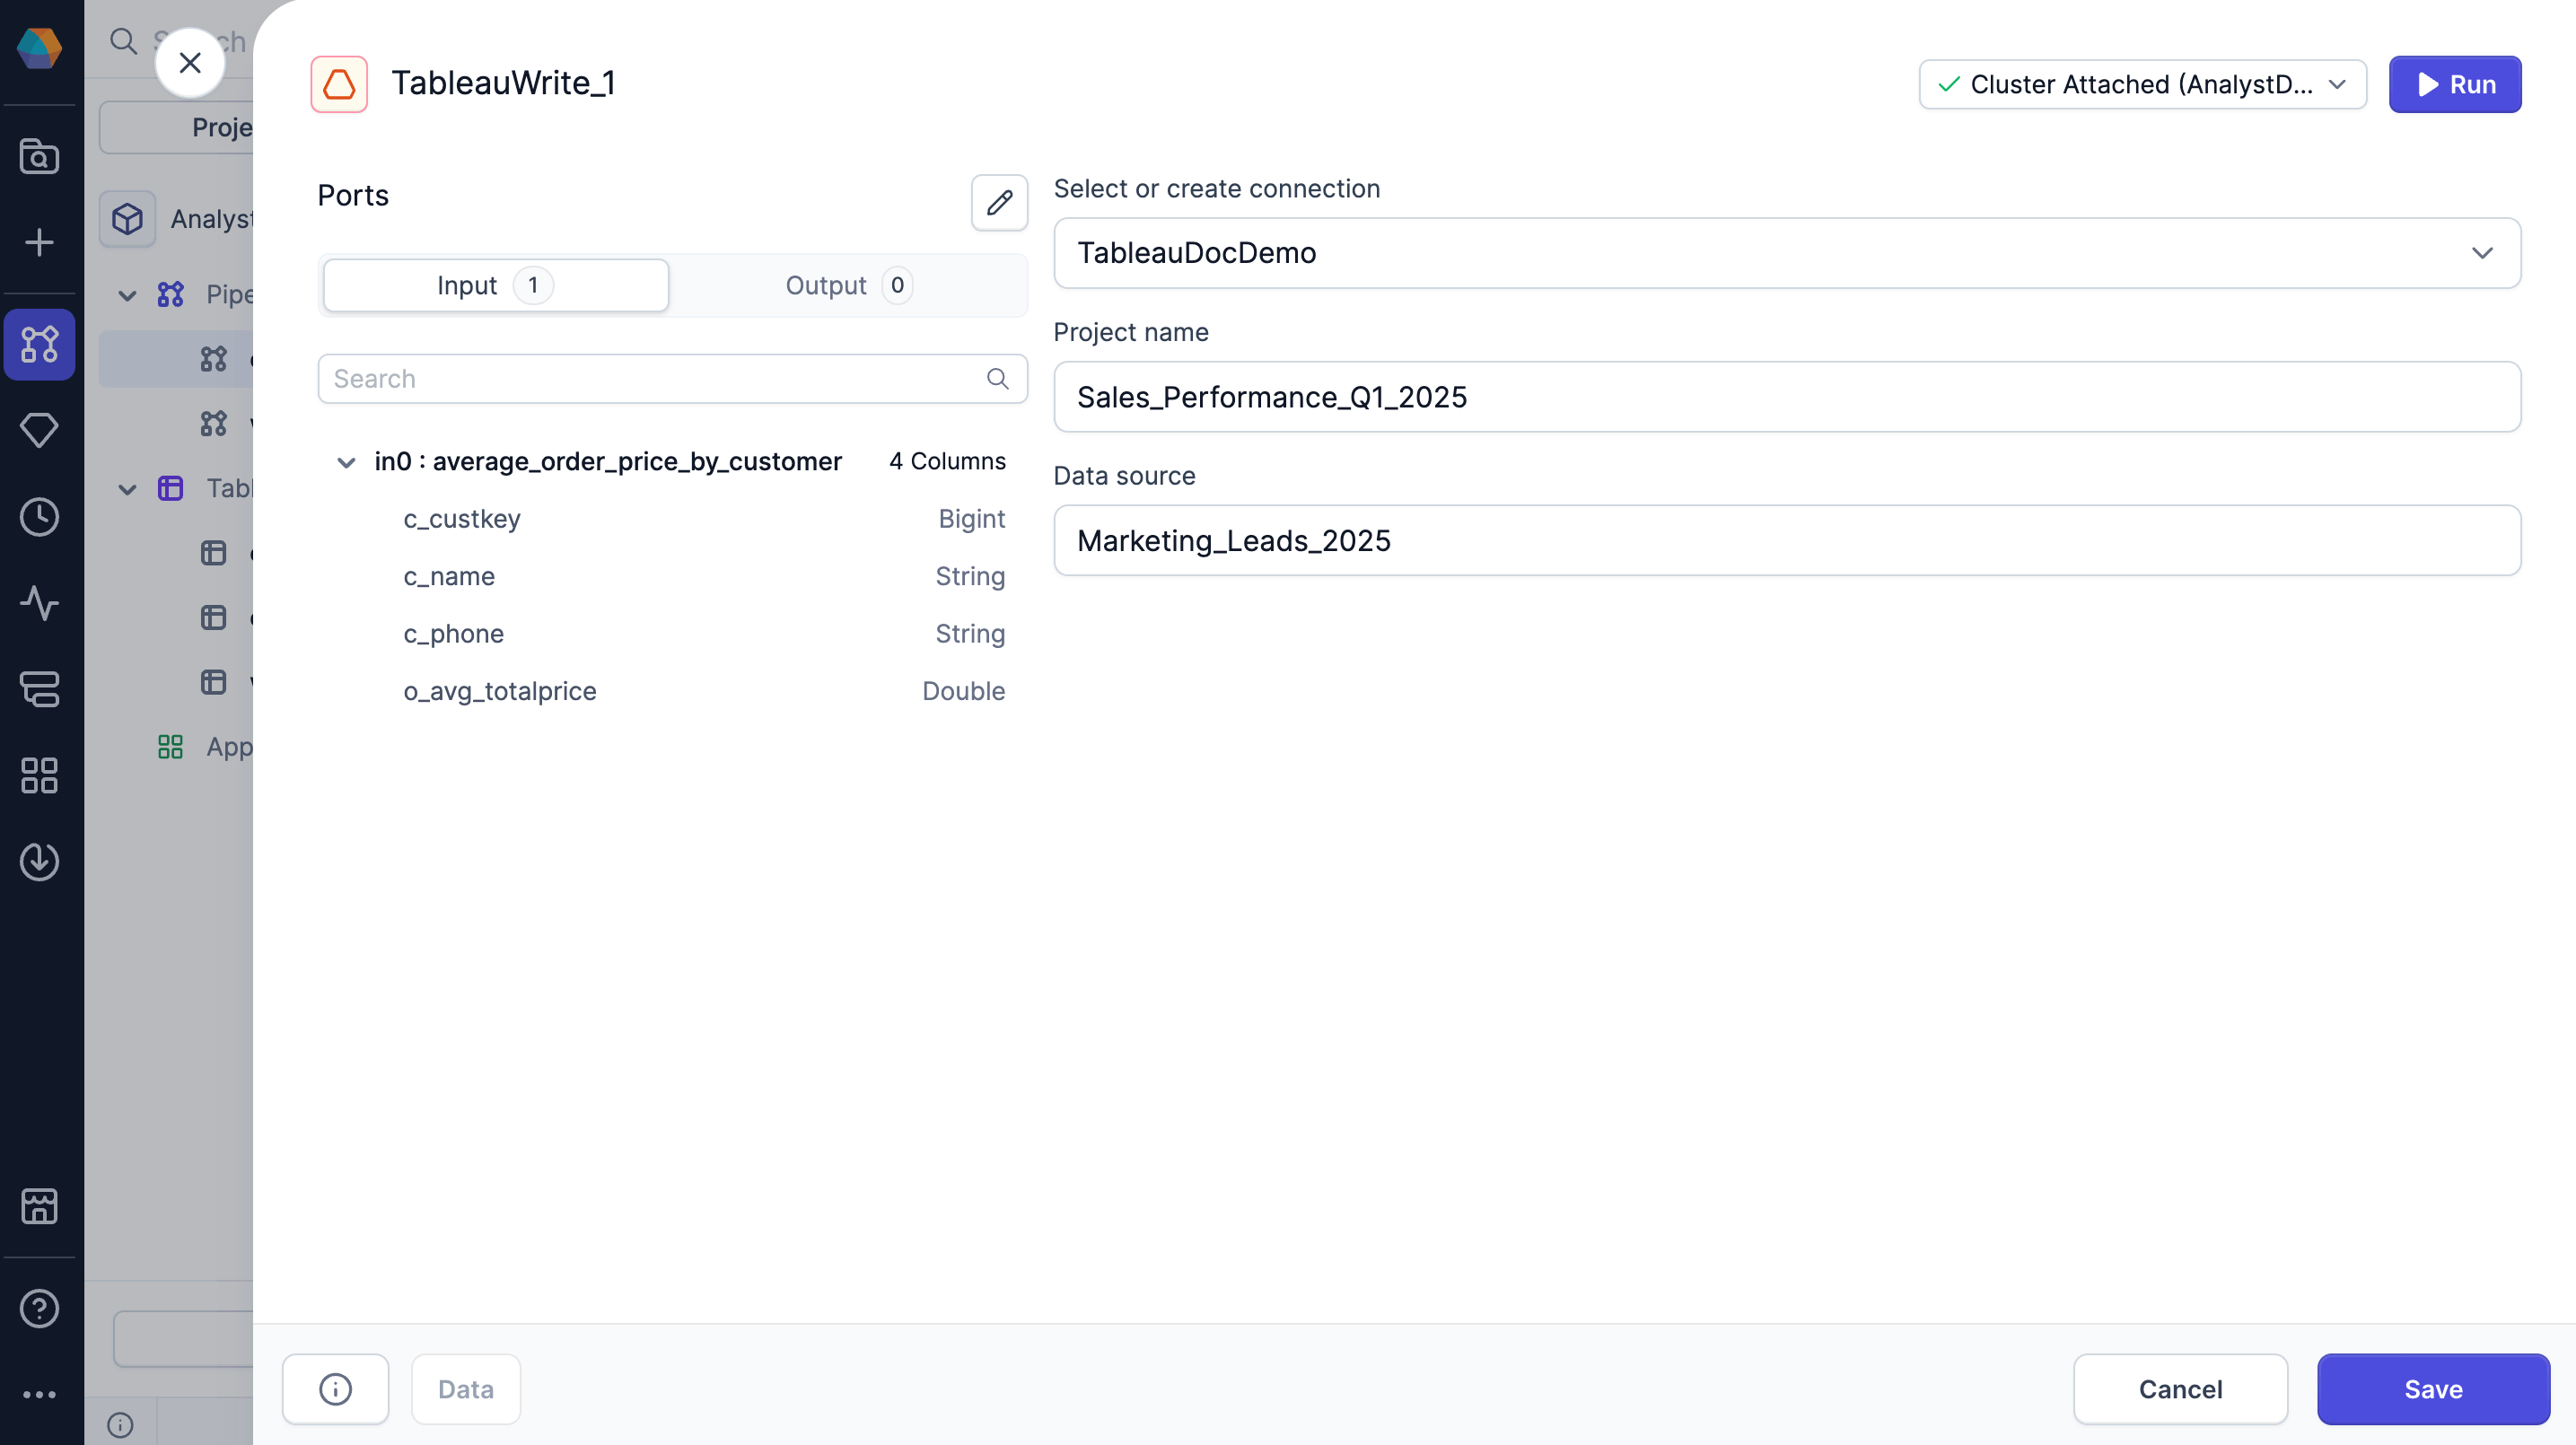 TableauWrite_1
Cluster Attached (AnalystD...
Run
Search
Proje
Analyst
Pipe
Tabl
App
Ports
Input 1
Output 0
Search
in0 : average_order_price_by_customer 4 Columns
c_custkey Bigint
c_name String
c_phone String
o_avg_totalprice Double
Select or create connection
TableauDocDemo
Project name
Sales_Performance_Q1_2025
Data source
Marketing_Leads_2025
Data
Cancel
Save